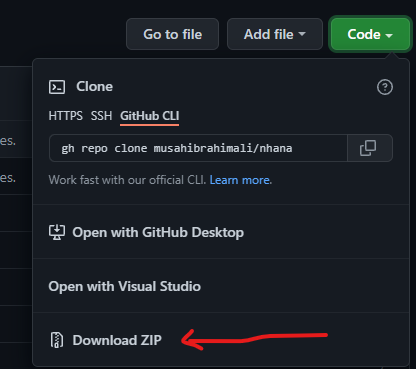 Go to file Add file Code
Clone
es.
HTTPS SSH GitHub CLI
gh repo clone musahibrahimali/nhana
es.
Work fast with our official CLI. Learn more.
Open with GitHub Desktop
Open with Visual Studio
Download ZIP